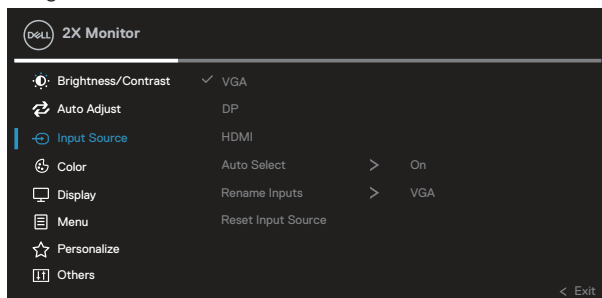 DELL 2X Monitor
Brightness/Contrast VGA
Auto Adjust DP
Input Source HDMI
Color Auto Select > On
Display Rename Inputs > VGA
Menu Reset Input Source
Personalize
Others
< Exit